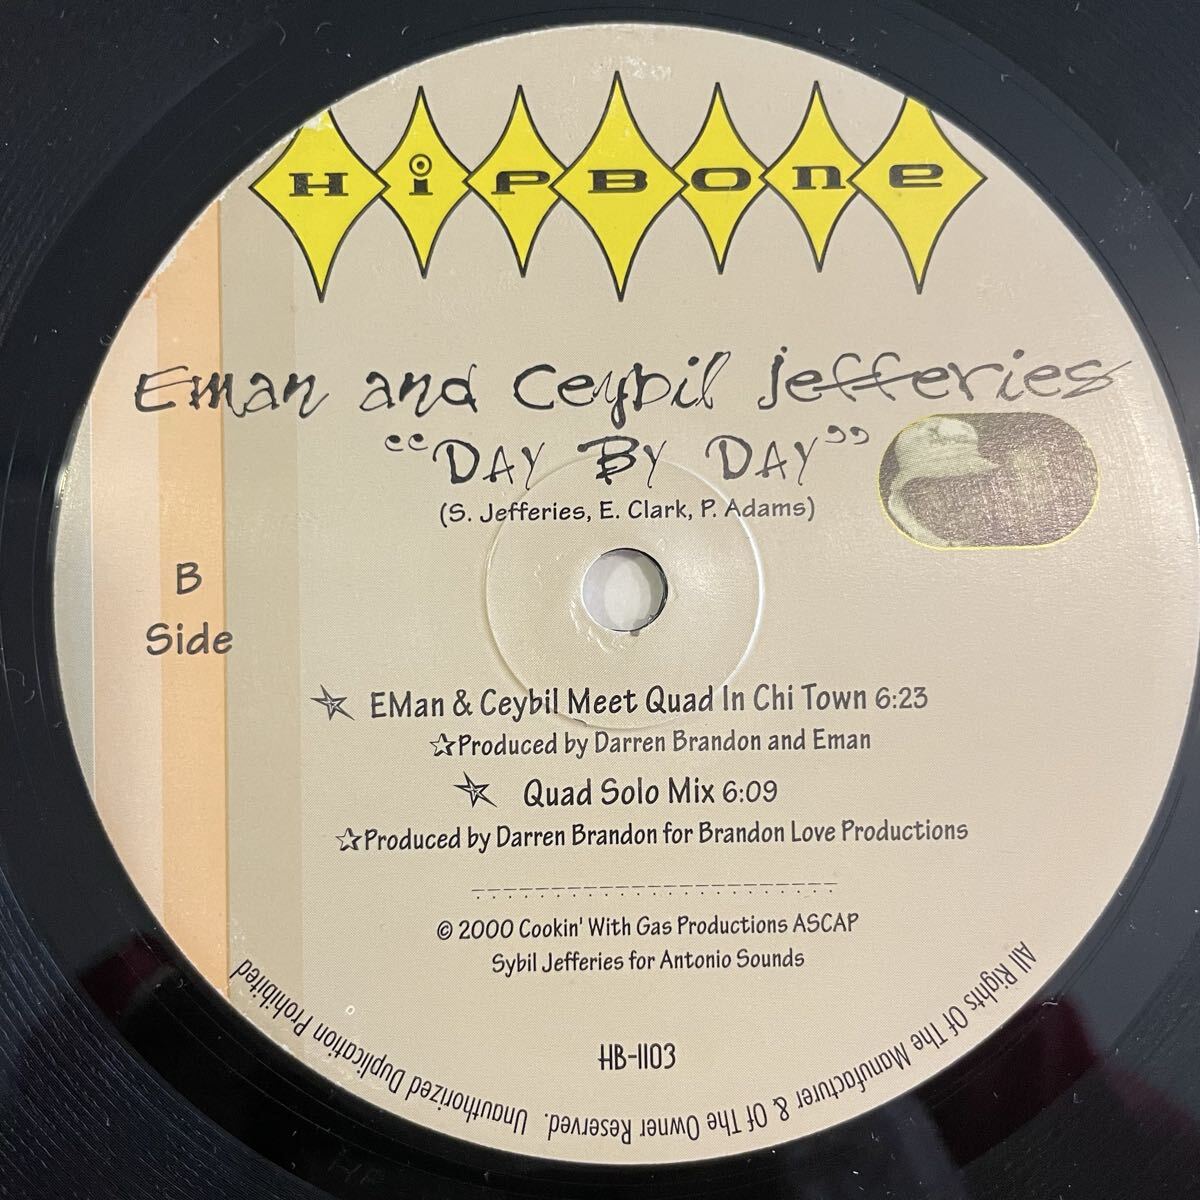 HiPBOne
Eman and Ceybil Jefferies
“Day By Day”
(S. Jefferies, E. Clark, P. Adams)
B
Side
EMan & Ceybil Meet Quad In Chi Town 6:23
☆Produced by Darren Brandon and Eman
Quad Solo Mix 6:09
☆Produced by Darren Brandon for Brandon Love Productions
© 2000 Cookin' With Gas Productions ASCAP
Sybil Jefferies for Antonio Sounds
HB-1103
All Rights Of The Manufacturer & Of The Owner Reserved. Unauthorized Duplication Prohibited